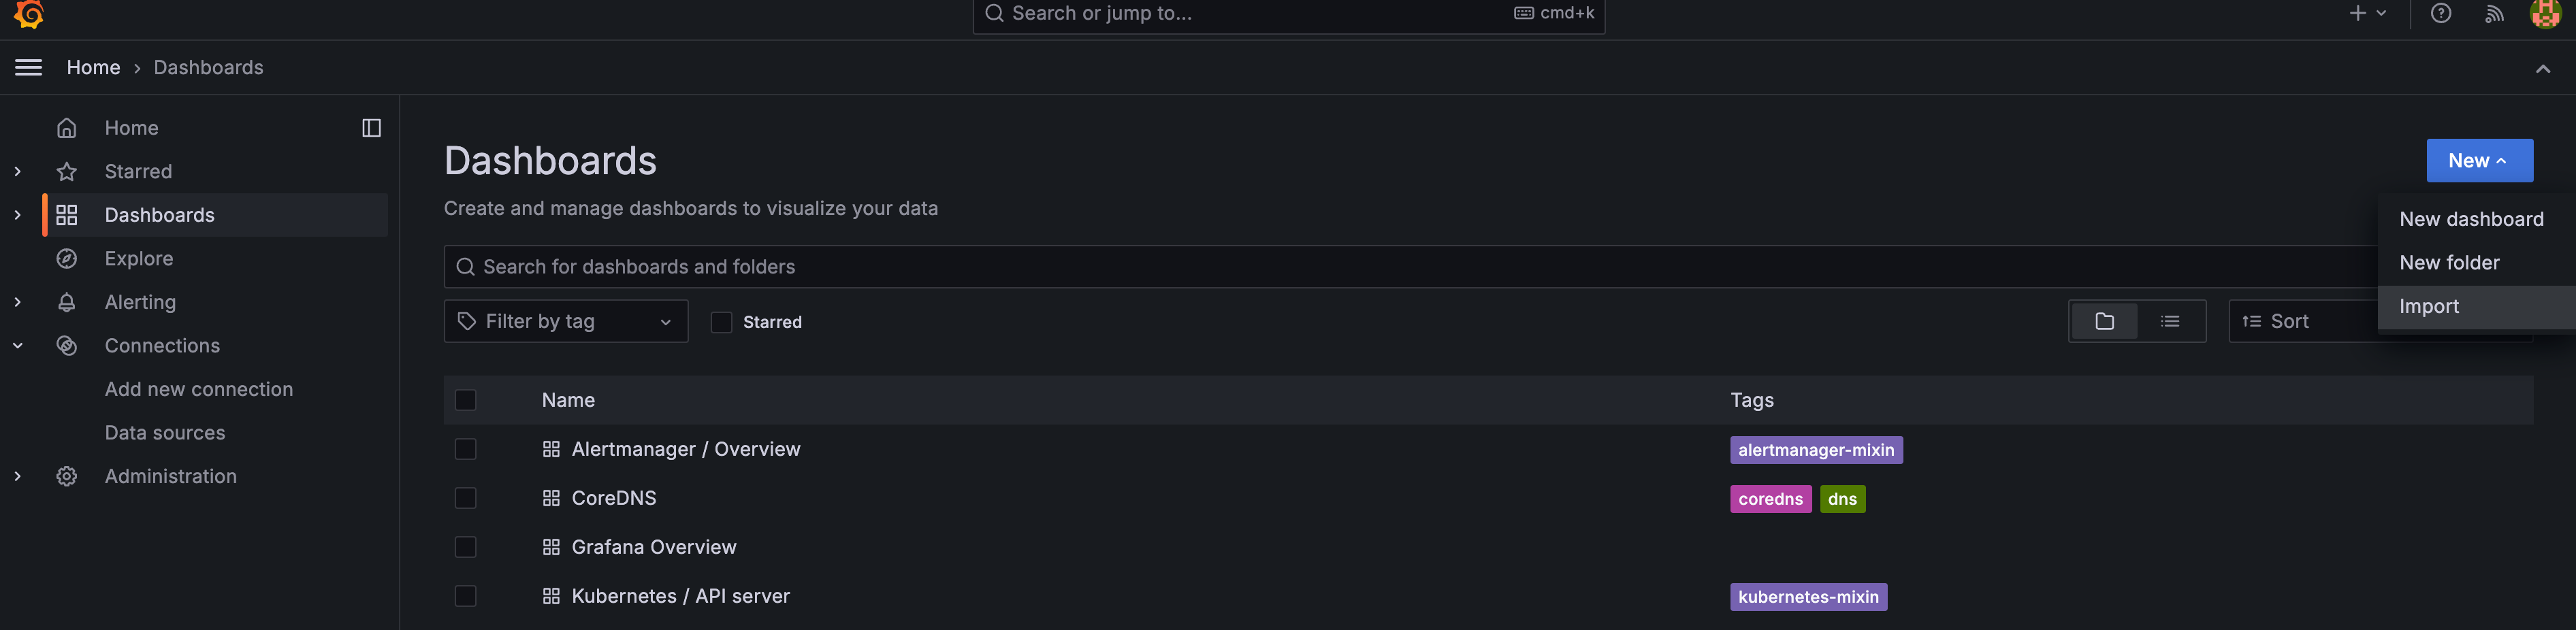 Search or jump to... cmd+k
Home > Dashboards
Home
Starred
Dashboards
Explore
Alerting
Connections
Add new connection
Data sources
Administration
Dashboards
Create and manage dashboards to visualize your data
New
New dashboard
New folder
Import
Search for dashboards and folders
Filter by tag
Starred
Sort
Name Tags
Alertmanager / Overview alertmanager-mixin
CoreDNS coredns dns
Grafana Overview
Kubernetes / API server kubernetes-mixin